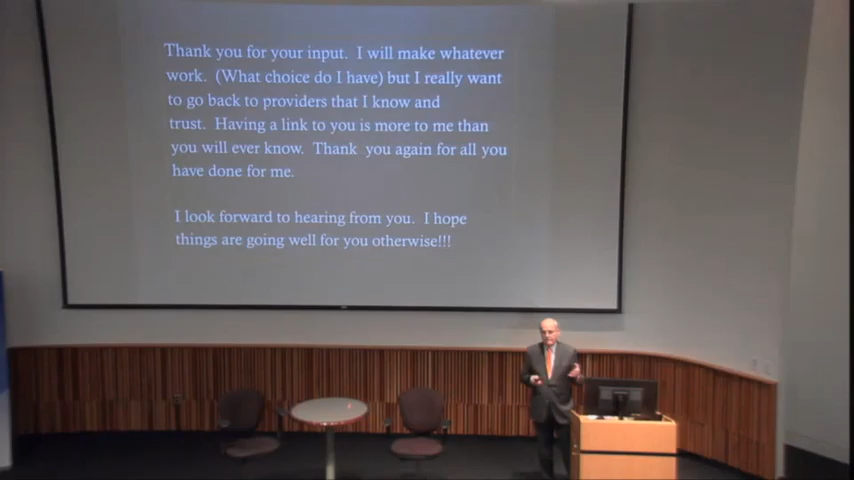 Thank you for your input. I will make whatever
work. (What choice do I have) but I really want
to go back to providers that I know and
trust. Having a link to you is more to me than
you will ever know. Thank you again for all you
have done for me.
I look forward to hearing from you. I hope
things are going well for you otherwise!!!